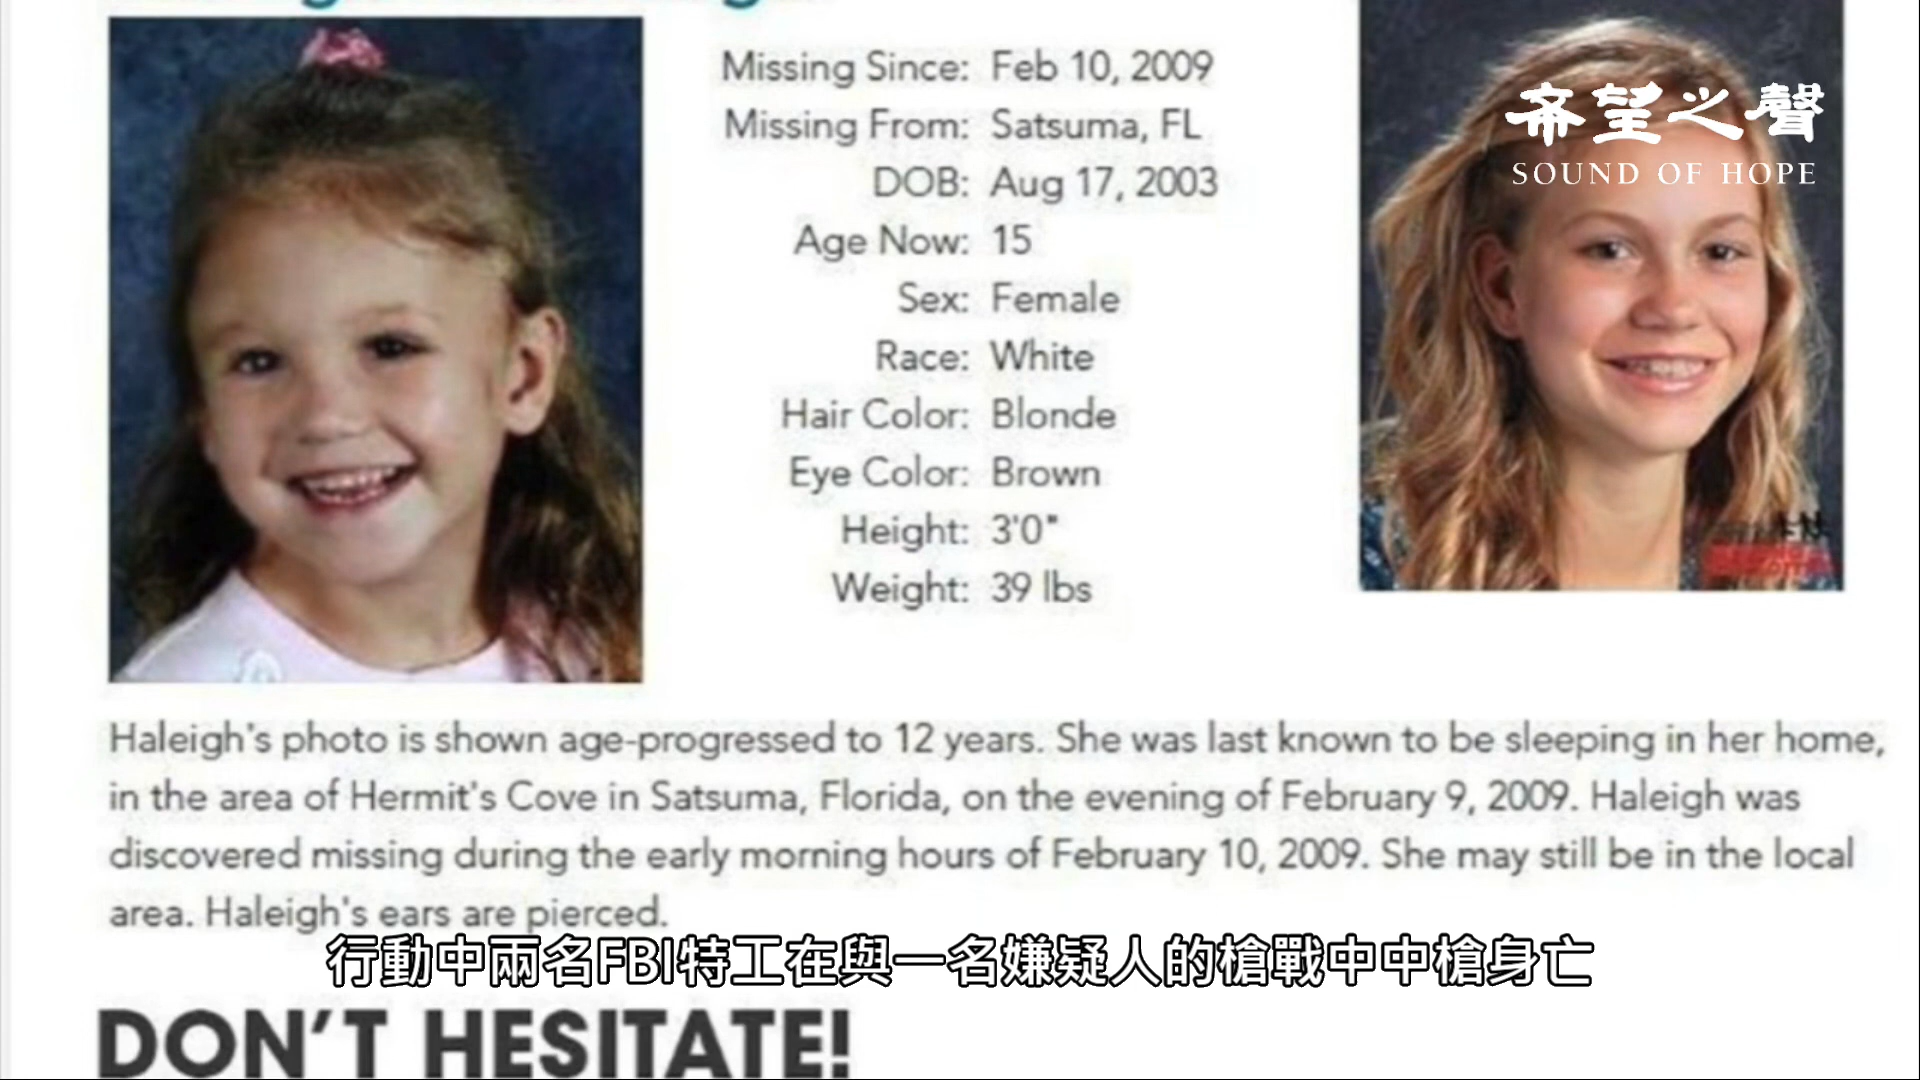 Missing Since: Feb 10, 2009
Missing From: Satsuma, FL
DOB: Aug 17, 2003
Age Now: 15
Sex: Female
Race: White
Hair Color: Blonde
Eye Color: Brown
Height: 3'0"
Weight: 39 lbs
希望之聲
SOUND OF HOPE
Haleigh's photo is shown age-progressed to 12 years. She was last known to be sleeping in her home,
in the area of Hermit's Cove in Satsuma, Florida, on the evening of February 9, 2009. Haleigh was
discovered missing during the early morning hours of February 10, 2009. She may still be in the local
area. Haleigh's ears are pierced.
行動中兩名FBI特工在與一名嫌疑人的槍戰中中槍身亡
DON'T HESITATE!